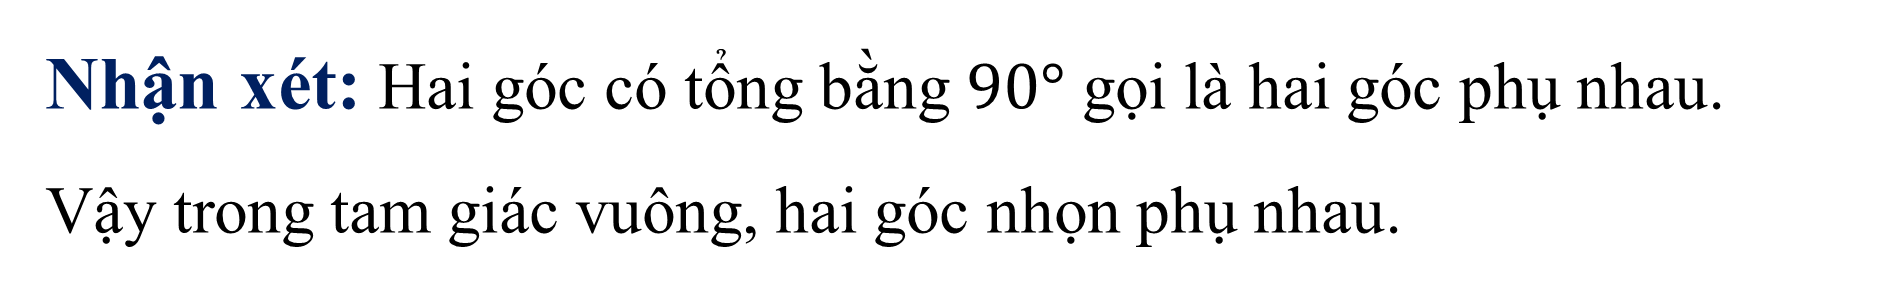 Nhận xét: Hai góc có tổng bằng 90° gọi là hai góc phụ nhau.
Vậy trong tam giác vuông, hai góc nhọn phụ nhau.